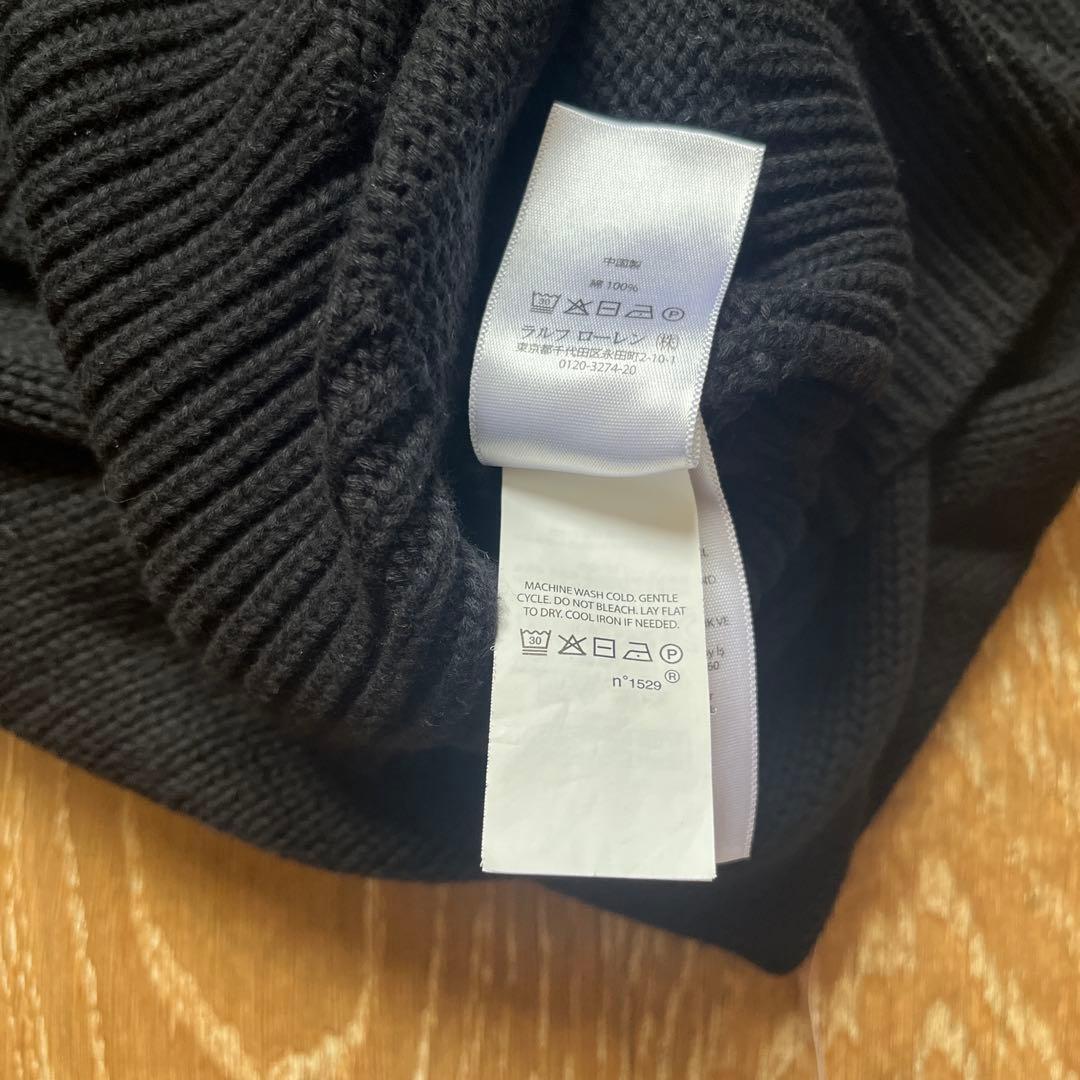 中国製
綿 100%
30
P
ラルフ ローレン (株)
東京都千代田区永田町2-10-1
0120-3274-20
MACHINE WASH COLD. GENTLE
CYCLE. DO NOT BLEACH. LAY FLAT
TO DRY. COOL IRON IF NEEDED.
30
P
n°1529
®